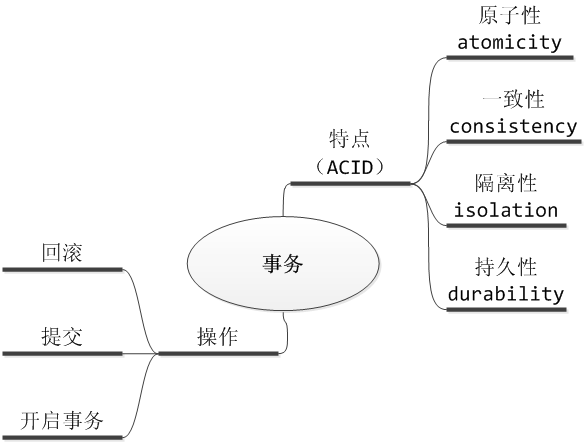 原子性
atomicity
一致性
consistency
特点
（ACID）
隔离性
isolation
事务
回滚
持久性
durability
提交
操作
开启事务